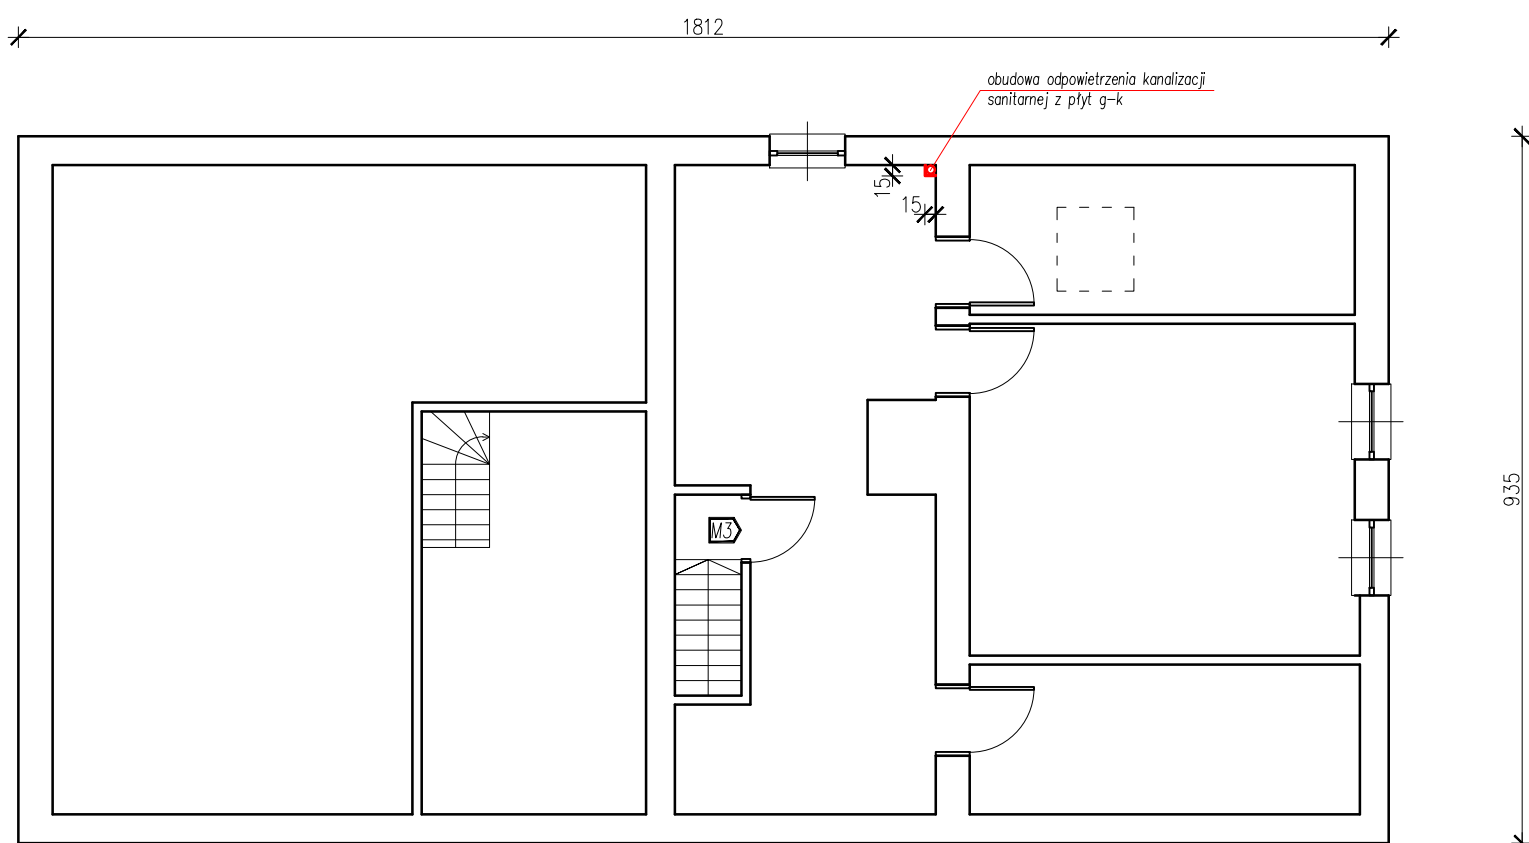 1812
obudowa odpowietrzenia kanalizacji
sanitarnej z płyt g-k
15
15
935
M3